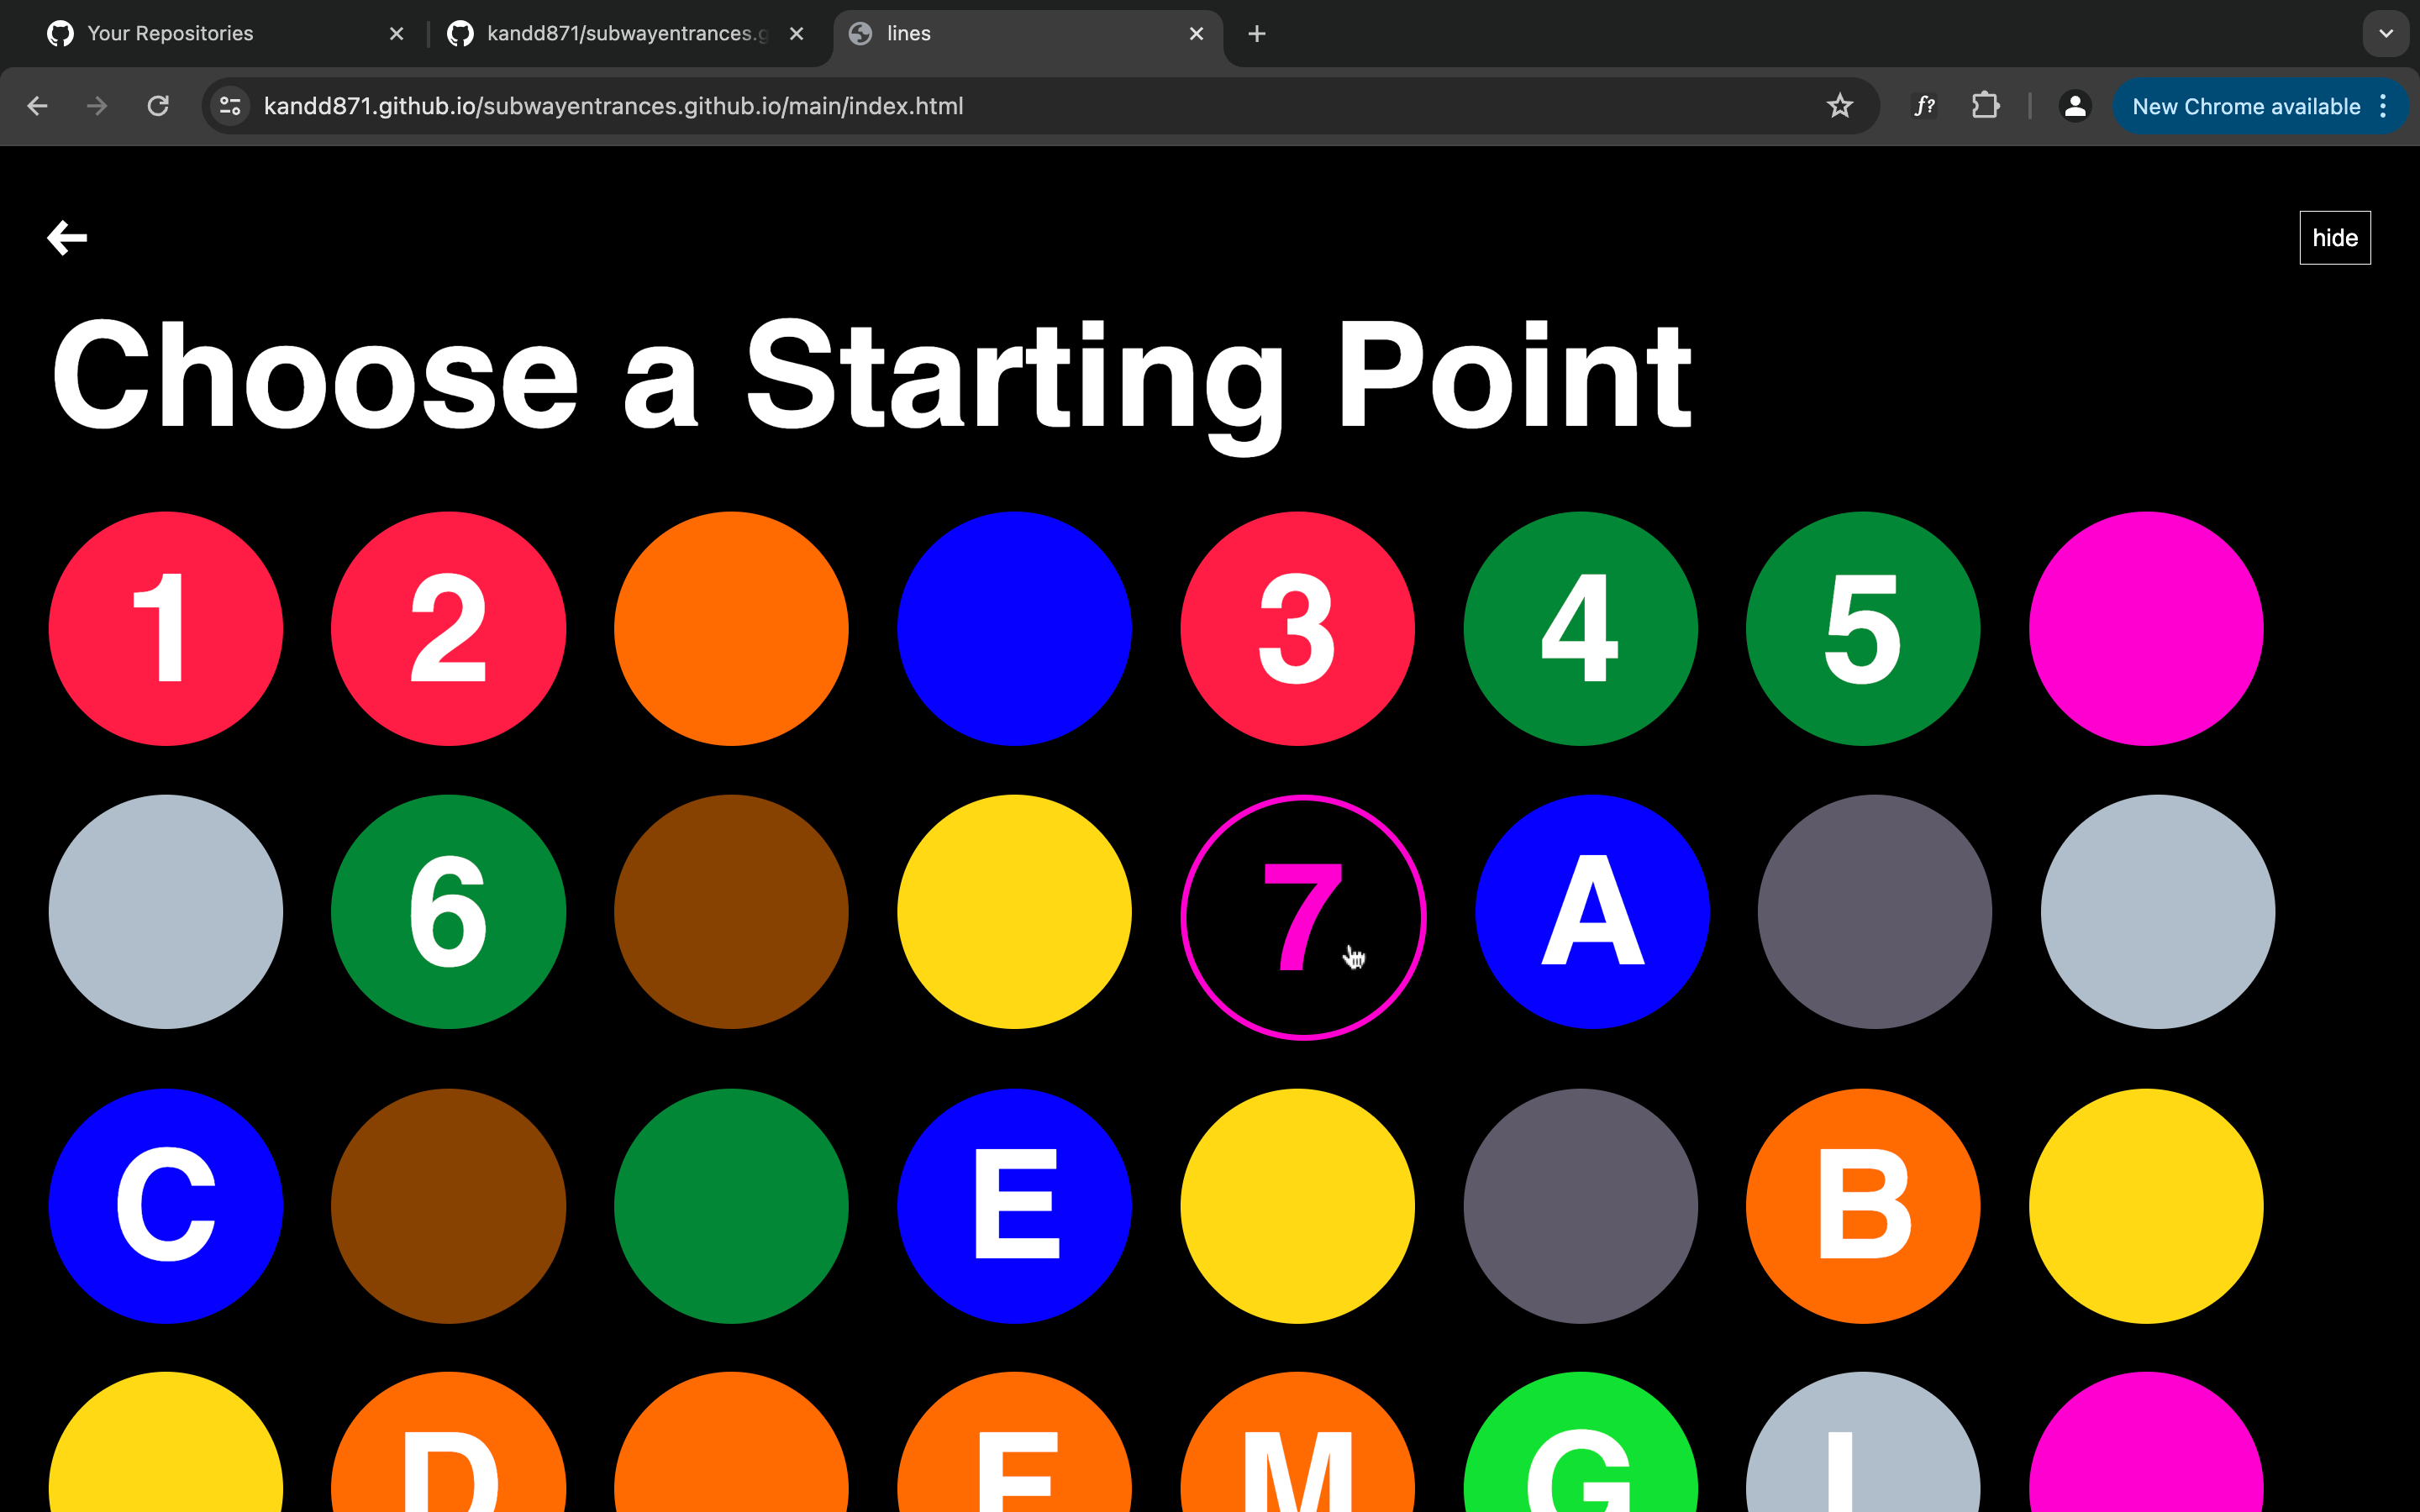 Your Repositories
kandd871/subwayentrances.g
lines
kandd871.github.io/subwayentrances.github.io/main/index.html
f?
New Chrome available
hide
Choose a Starting Point
1 2 3 4 5
6 7 A
C E B
D F M G L